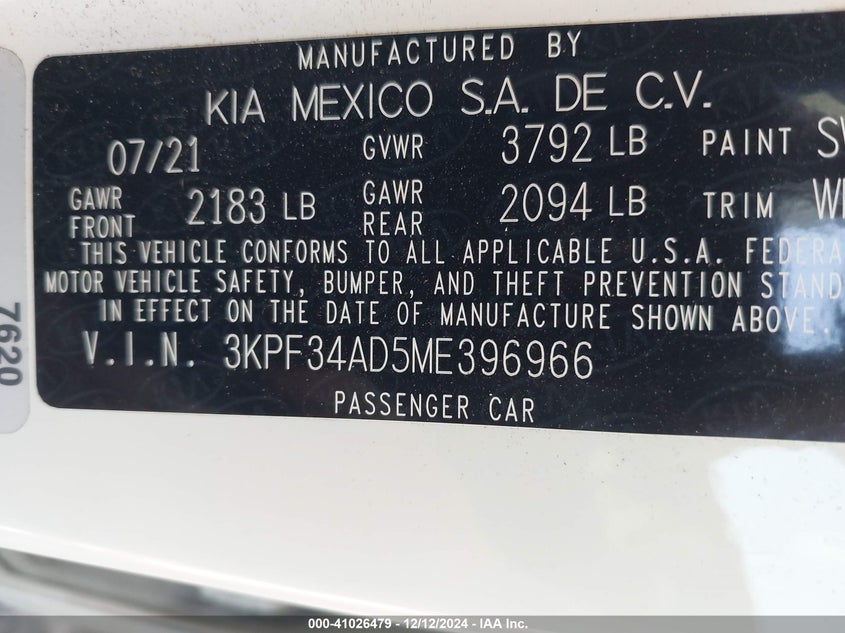 MANUFACTURED BY
KIA MEXICO S.A. DE C.V.
07/21 GVWR 3792 LB PAINT
GAWR FRONT 2183 LB GAWR REAR 2094 LB TRIM
THIS VEHICLE CONFORMS TO ALL APPLICABLE U.S.A. FEDERA
MOTOR VEHICLE SAFETY, BUMPER, AND THEFT PREVENTION STAND
IN EFFECT ON THE DATE OF MANUFACTURE SHOWN ABOVE.
V.I.N. 3KPF34AD5ME396966
PASSENGER CAR
7620
000-41026479 - 12/12/2024 - IAA Inc.